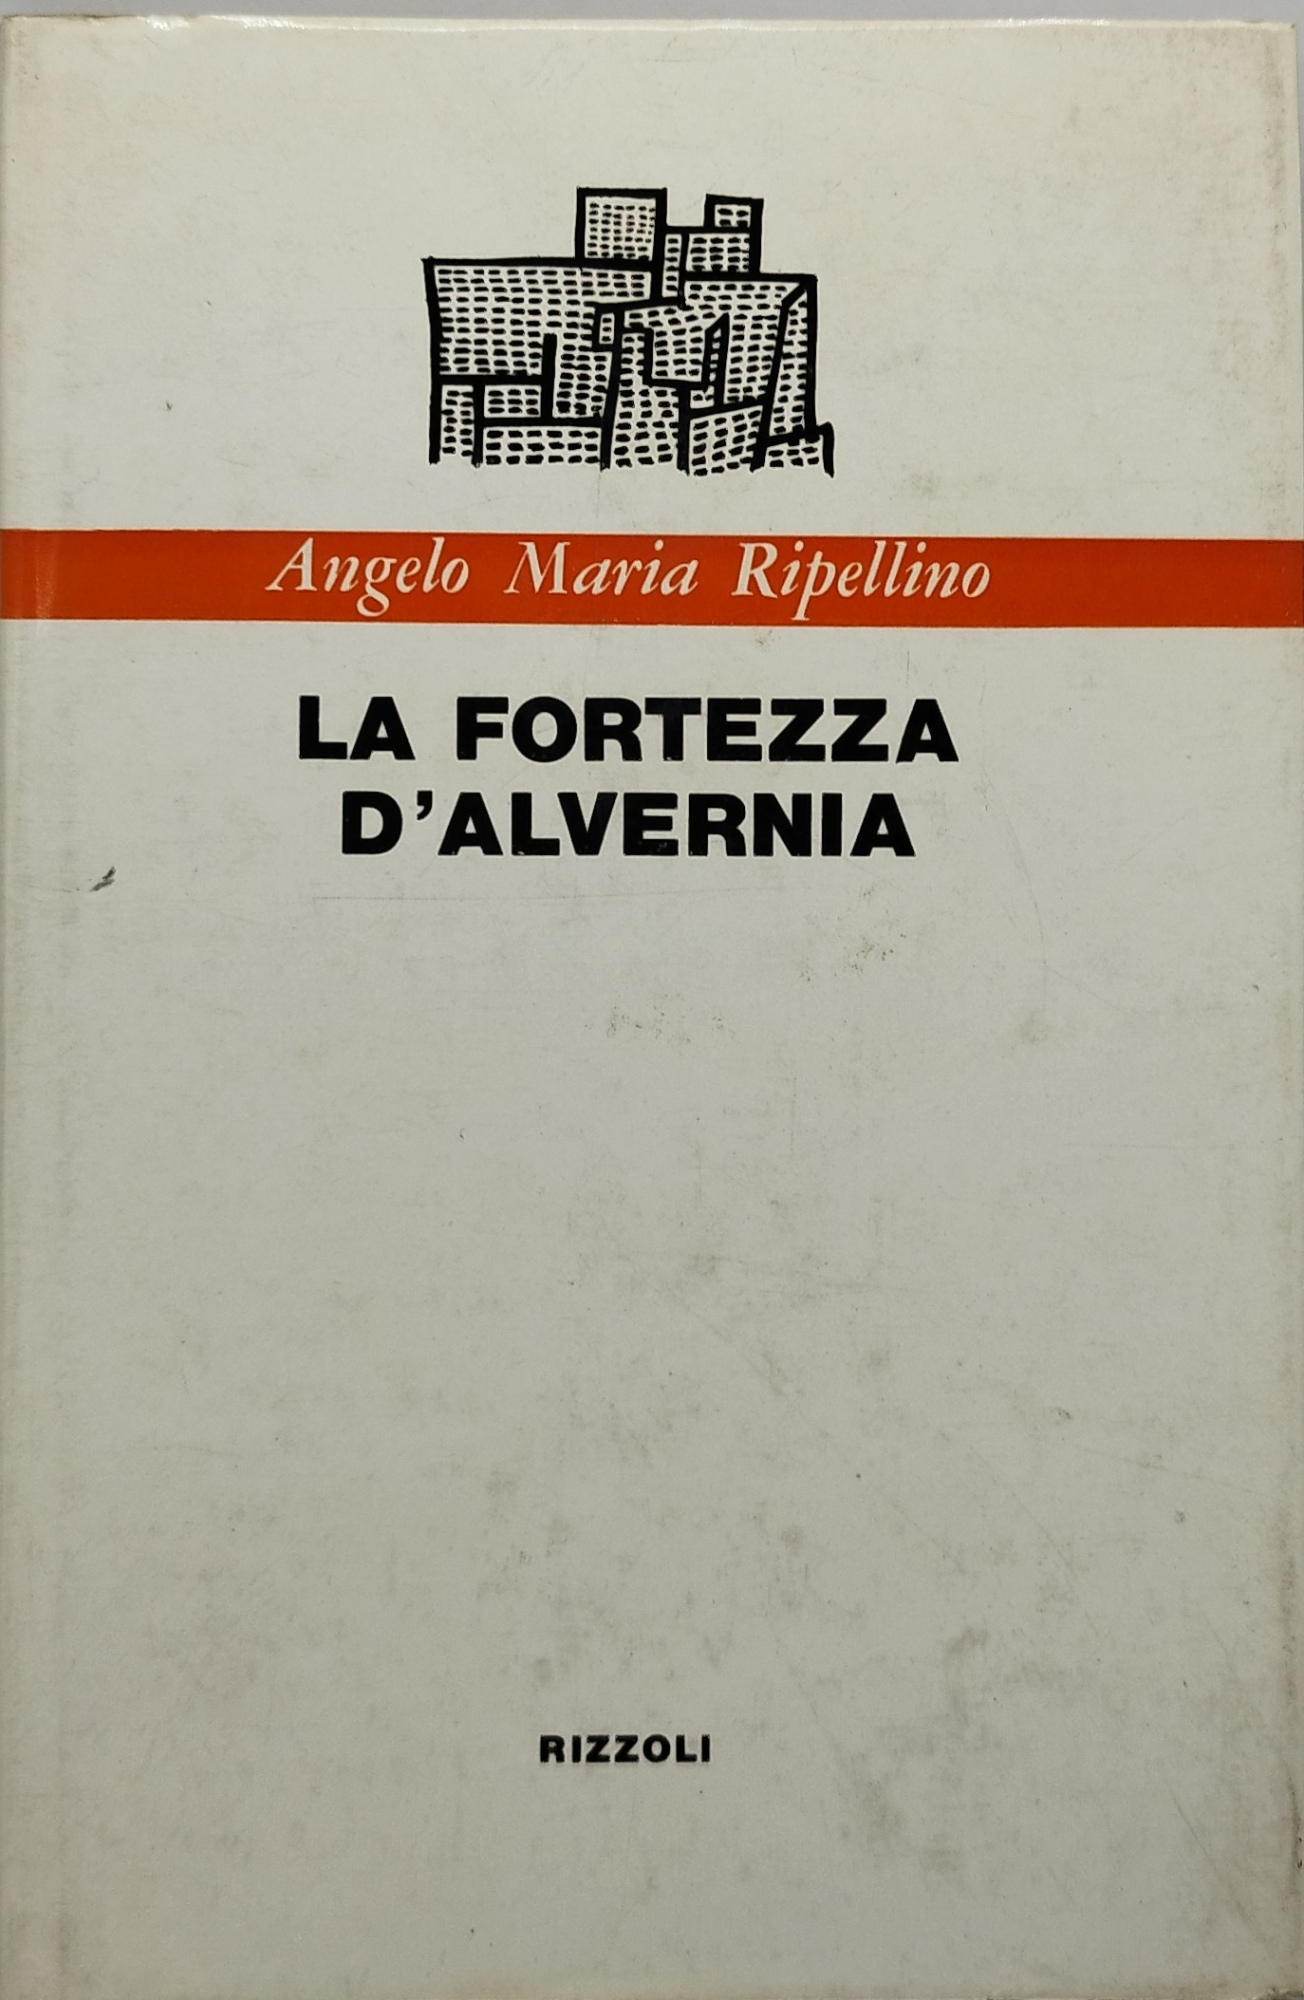 Angelo Maria Ripellino
LA FORTEZZA
D'ALVERNIA
RIZZOLI